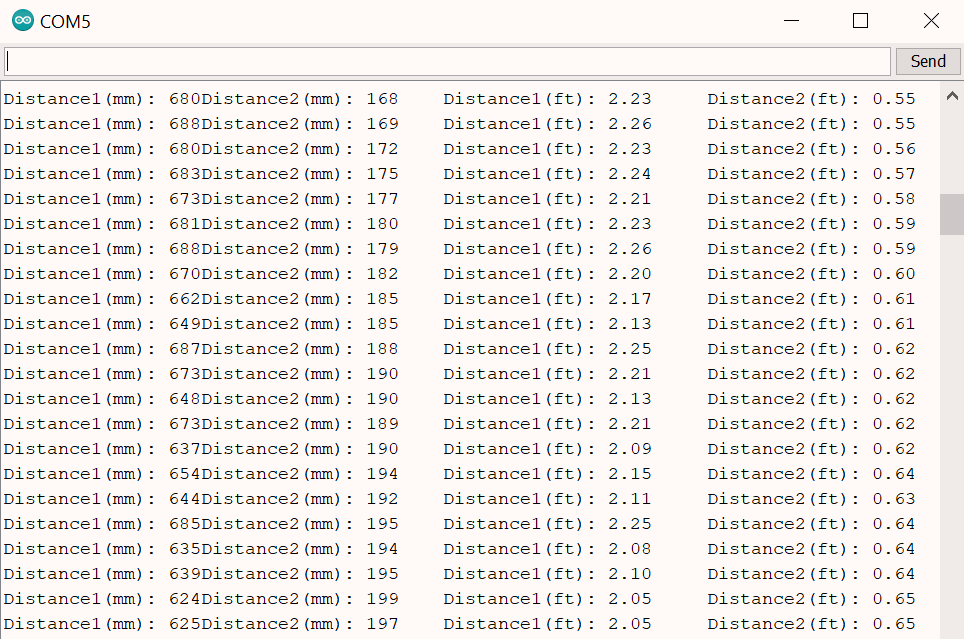 COM5
Send
Distance1(mm): 680Distance2(mm): 168 Distance1(ft): 2.23 Distance2(ft): 0.55
Distance1(mm): 688Distance2(mm): 169 Distance1(ft): 2.26 Distance2(ft): 0.55
Distance1(mm): 680Distance2(mm): 172 Distance1(ft): 2.23 Distance2(ft): 0.56
Distance1(mm): 683Distance2(mm): 175 Distance1(ft): 2.24 Distance2(ft): 0.57
Distance1(mm): 673Distance2(mm): 177 Distance1(ft): 2.21 Distance2(ft): 0.58
Distance1(mm): 681Distance2(mm): 180 Distance1(ft): 2.23 Distance2(ft): 0.59
Distance1(mm): 688Distance2(mm): 179 Distance1(ft): 2.26 Distance2(ft): 0.59
Distance1(mm): 670Distance2(mm): 182 Distance1(ft): 2.20 Distance2(ft): 0.60
Distance1(mm): 662Distance2(mm): 185 Distance1(ft): 2.17 Distance2(ft): 0.61
Distance1(mm): 649Distance2(mm): 185 Distance1(ft): 2.13 Distance2(ft): 0.61
Distance1(mm): 687Distance2(mm): 188 Distance1(ft): 2.25 Distance2(ft): 0.62
Distance1(mm): 673Distance2(mm): 190 Distance1(ft): 2.21 Distance2(ft): 0.62
Distance1(mm): 648Distance2(mm): 190 Distance1(ft): 2.13 Distance2(ft): 0.62
Distance1(mm): 673Distance2(mm): 189 Distance1(ft): 2.21 Distance2(ft): 0.62
Distance1(mm): 637Distance2(mm): 190 Distance1(ft): 2.09 Distance2(ft): 0.62
Distance1(mm): 654Distance2(mm): 194 Distance1(ft): 2.15 Distance2(ft): 0.64
Distance1(mm): 644Distance2(mm): 192 Distance1(ft): 2.11 Distance2(ft): 0.63
Distance1(mm): 685Distance2(mm): 195 Distance1(ft): 2.25 Distance2(ft): 0.64
Distance1(mm): 635Distance2(mm): 194 Distance1(ft): 2.08 Distance2(ft): 0.64
Distance1(mm): 639Distance2(mm): 195 Distance1(ft): 2.10 Distance2(ft): 0.64
Distance1(mm): 624Distance2(mm): 199 Distance1(ft): 2.05 Distance2(ft): 0.65
Distance1(mm): 625Distance2(mm): 197 Distance1(ft): 2.05 Distance2(ft): 0.65